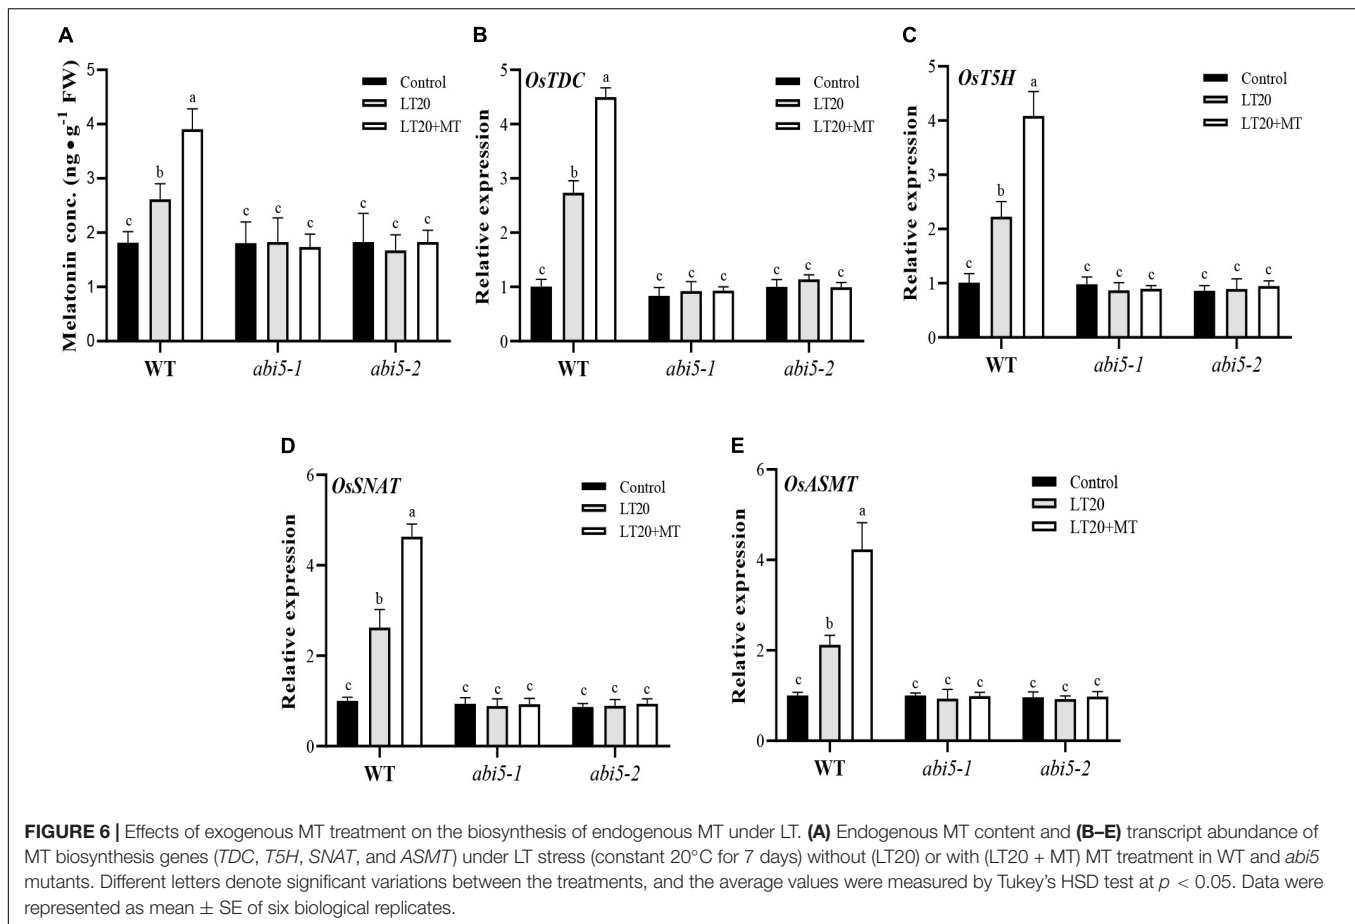 A
Melatonin conc. (ng • g⁻¹ FW)
5
4
3
2
1
0
c
b
a
c
c
c
c
c
c
WT
abi5-1
abi5-2
Control
LT20
LT20+MT
B
OsTDC
Relative expression
5
4
3
2
1
0
c
b
a
c
c
c
c
c
c
WT
abi5-1
abi5-2
Control
LT20
LT20+MT
C
OsT5H
Relative expression
5
4
3
2
1
0
c
b
a
c
c
c
c
c
c
WT
abi5-1
abi5-2
Control
LT20
LT20+MT
D
OsSNAT
Relative expression
6
4
2
0
c
b
a
c
c
c
c
c
c
WT
abi5-1
abi5-2
Control
LT20
LT20+MT
E
OsASMT
Relative expression
6
4
2
0
c
b
a
c
c
c
c
c
c
WT
abi5-1
abi5-2
Control
LT20
LT20+MT
FIGURE 6 | Effects of exogenous MT treatment on the biosynthesis of endogenous MT under LT. (A) Endogenous MT content and (B–E) transcript abundance of
MT biosynthesis genes (TDC, T5H, SNAT, and ASMT) under LT stress (constant 20°C for 7 days) without (LT20) or with (LT20 + MT) MT treatment in WT and abi5
mutants. Different letters denote significant variations between the treatments, and the average values were measured by Tukey's HSD test at p < 0.05. Data were
represented as mean ± SE of six biological replicates.